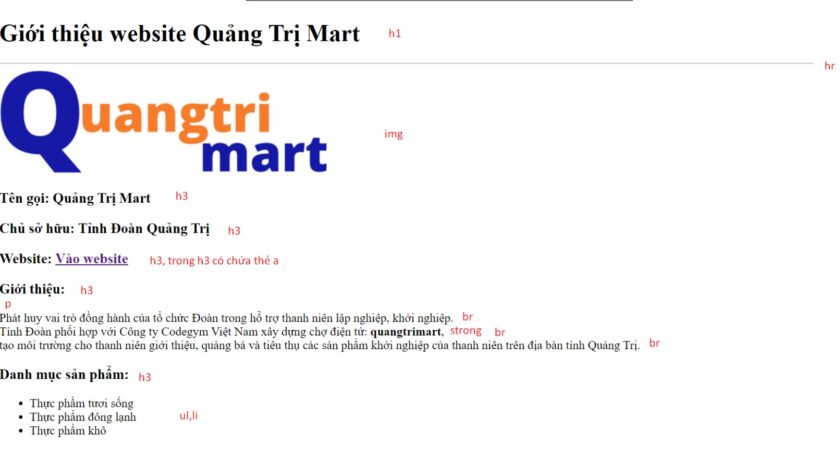 Giới thiệu website Quảng Trị Mart h1
hr
Quangtri
mart
img
Tên gọi: Quảng Trị Mart h3
Chủ sở hữu: Tỉnh Đoàn Quảng Trị h3
Website: Vào website h3, trong h3 có chứa thẻ a
Giới thiệu: h3
p
Phát huy vai trò đồng hành của tổ chức Đoàn trong hỗ trợ thanh niên lập nghiệp, khởi nghiệp. br
Tỉnh Đoàn phối hợp với Công ty Codegym Việt Nam xây dựng chợ điện tử: quangtrimart, strong br
tạo môi trường cho thanh niên giới thiệu, quảng bá và tiêu thụ các sản phẩm khởi nghiệp của thanh niên trên địa bàn tỉnh Quảng Trị. br
Danh mục sản phẩm: h3
• Thực phẩm tươi sống
• Thực phẩm đông lạnh ul,li
• Thực phẩm khô